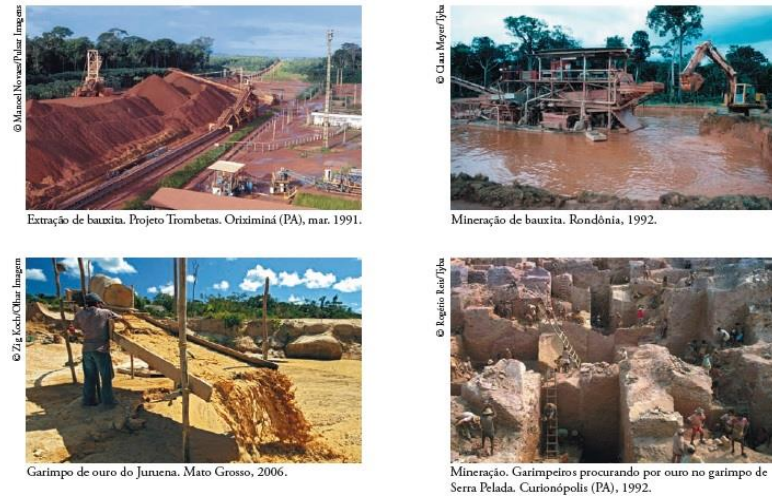 © Manoel Novaes/Pulsar Imagens
Extração de bauxita. Projeto Trombetas. Oriximiná (PA), mar. 1991.
© Claus Meyer/Tyba
Mineração de bauxita. Rondônia, 1992.
© Zig Koch/Olhar Imagem
Garimpo de ouro do Juruena. Mato Grosso, 2006.
© Rogério Reis/Tyba
Mineração. Garimpeiros procurando por ouro no garimpo de
Serra Pelada. Curionópolis (PA), 1992.